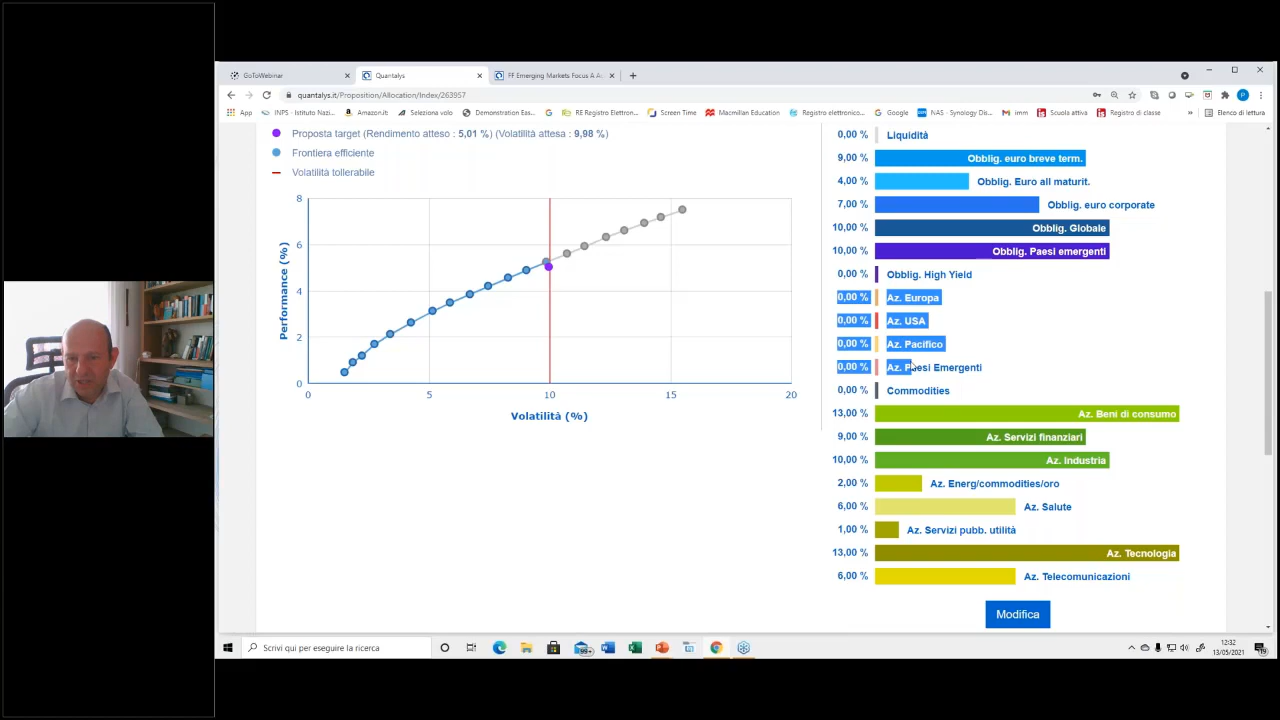 GoToWebinar
Quantalys
FF Emerging Markets Focus A A
quantalys.it/Proposition/Allocation/Index/263957
App
INPS - Istituto Nazi...
Amazon.it
Seleziona volo
Demonstration Ease...
Google
RE Registro Elettron...
Screen Time
Macmillan Education
Registro elettronico...
Google
NAS - Synology Dis...
imm
Scuola attiva
Registro di classe
»
Elenco di lettura
Proposta target (Rendimento atteso : 5,01 %) (Volatilità attesa : 9,98 %)
Frontiera efficiente
Volatilità tollerabile
8
6
4
2
0
Performance (%)
0
5
10
15
20
Volatilità (%)
0,00 % Liquidità
9,00 % Obblig. euro breve term.
4,00 % Obblig. Euro all maturit.
7,00 % Obblig. euro corporate
10,00 % Obblig. Globale
10,00 % Obblig. Paesi emergenti
0,00 % Obblig. High Yield
0,00 % Az. Europa
0,00 % Az. USA
0,00 % Az. Pacifico
0,00 % Az. Paesi Emergenti
0,00 % Commodities
13,00 % Az. Beni di consumo
9,00 % Az. Servizi finanziari
10,00 % Az. Industria
2,00 % Az. Energ/commodities/oro
6,00 % Az. Salute
1,00 % Az. Servizi pubb. utilità
13,00 % Az. Tecnologia
6,00 % Az. Telecomunicazioni
Modifica
Scrivi qui per eseguire la ricerca
99+
12:32
13/05/2021